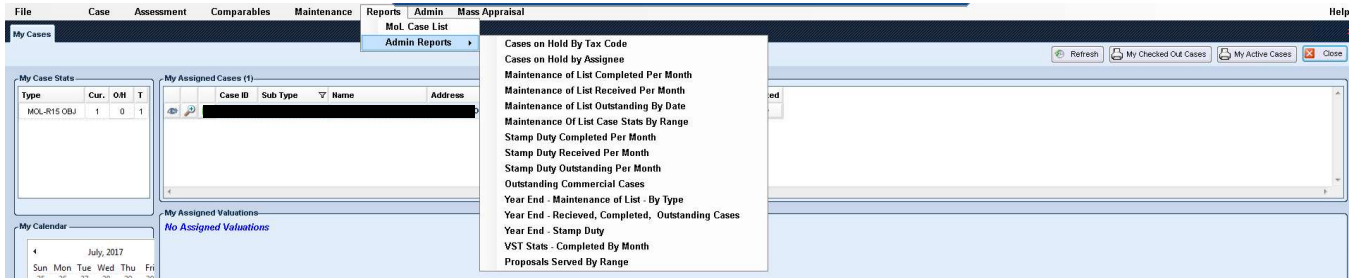 File Case Assessment Comparables Maintenance Reports Admin Mass Appraisal Help
My Cases
MoL Case List
Admin Reports
Refresh My Checked Out Cases My Active Cases Close
Cases on Hold By Tax Code
Cases on Hold by Assignee
Maintenance of List Completed Per Month
Maintenance of List Received Per Month
Maintenance of List Outstanding By Date
Maintenance Of List Case Stats By Range
Stamp Duty Completed Per Month
Stamp Duty Received Per Month
Stamp Duty Outstanding Per Month
Outstanding Commercial Cases
Year End - Maintenance of List - By Type
Year End - Recieved, Completed, Outstanding Cases
Year End - Stamp Duty
VST Stats - Completed By Month
Proposals Served By Range
My Case Stats
Type Cur. O/H T
MOL-R15 OBJ 1 0 1
My Assigned Cases (1)
Case ID Sub Type Name Address
My Assigned Valuations
No Assigned Valuations
My Calendar
July, 2017
Sun Mon Tue Wed Thu Fri